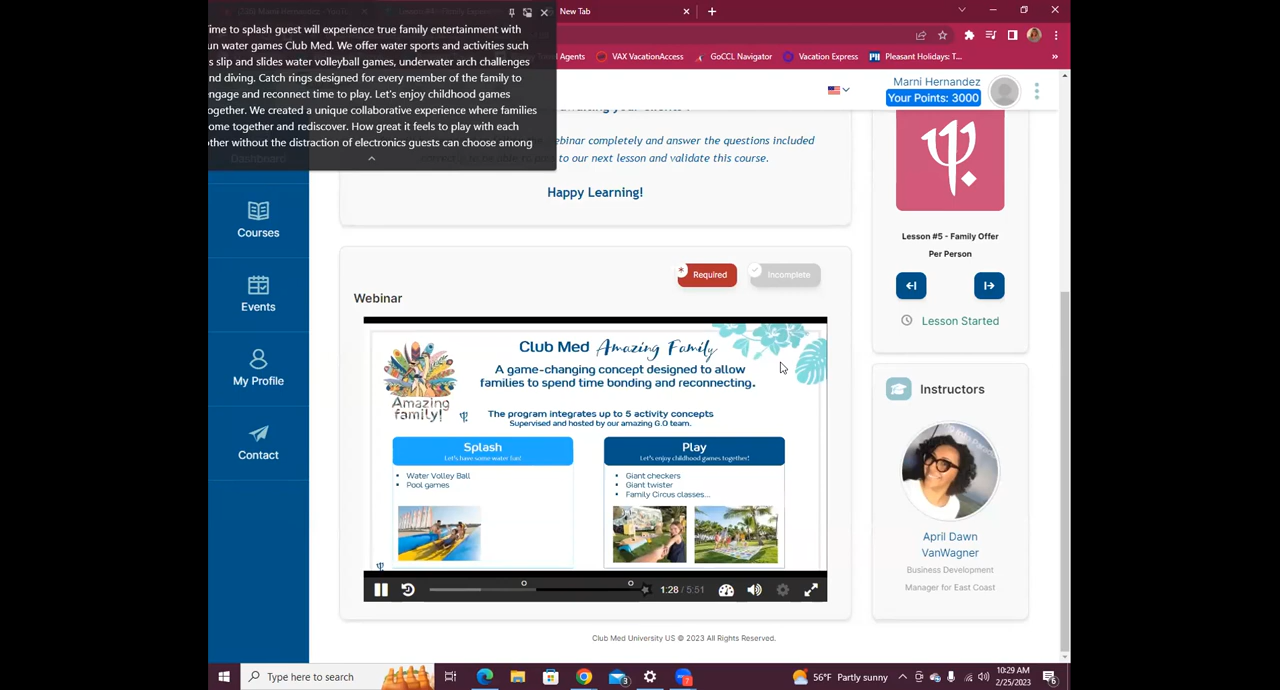 New Tab
ime to splash guest will experience true family entertainment with
un water games Club Med. We offer water sports and activities such
s slip and slides water volleyball games, underwater arch challenges
nd diving. Catch rings designed for every member of the family to
engage and reconnect time to play. Let's enjoy childhood games
ogether. We created a unique collaborative experience where families
ome together and rediscover. How great it feels to play with each
other without the distraction of electronics guests can choose among
Agents
VAX VacationAccess
GoCCL Navigator
Vacation Express
Pleasant Holidays: T...
Marni Hernandez
Your Points: 3000
ebinar completely and answer the questions included
to our next lesson and validate this course.
Happy Learning!
Dashboard
Courses
Events
My Profile
Contact
Required
Incomplete
Webinar
Club Med Amazing Family
A game-changing concept designed to allow
families to spend time bonding and reconnecting.
Amazing
family!
The program integrates up to 5 activity concepts
Supervised and hosted by our amazing G.O team.
Splash
Let's have some water fun!
Water Volley Ball
Pool games
Play
Let's enjoy childhood games together!
Giant checkers
Giant twister
Family Circus classes...
1:28 / 5:51
Lesson #5 - Family Offer
Per Person
Lesson Started
Instructors
April Dawn
VanWagner
Business Development
Manager for East Coast
Club Med University US © 2023 All Rights Reserved.
Type here to search
56°F Partly sunny
10:29 AM
2/25/2023